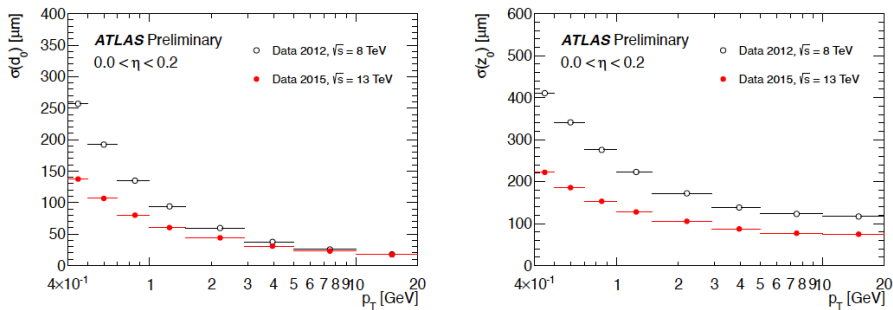 σ(d₀) [μm]
400
350
300
250
200
150
100
50
0
ATLAS Preliminary
0.0 < η < 0.2
Data 2012, √s = 8 TeV
Data 2015, √s = 13 TeV
4×10⁻¹ 1 2 3 4 5 6 7 8 9 10 20
p_T [GeV]
σ(z₀) [μm]
600
500
400
300
200
100
0
ATLAS Preliminary
0.0 < η < 0.2
Data 2012, √s = 8 TeV
Data 2015, √s = 13 TeV
4×10⁻¹ 1 2 3 4 5 6 7 8 9 10 20
p_T [GeV]